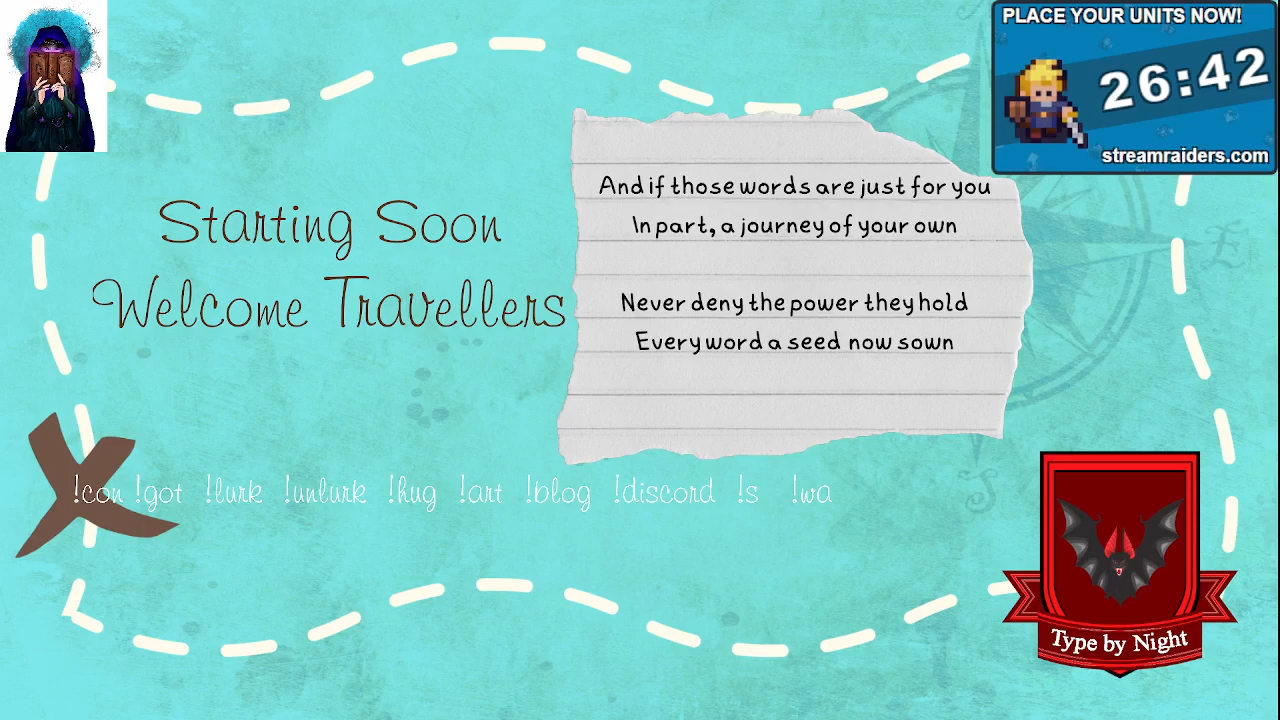 PLACE YOUR UNITS NOW!
26:42
streamraiders.com
Starting Soon
Welcome Travellers
And if those words are just for you
In part, a journey of your own
Never deny the power they hold
Every word a seed now sown
!con !got !lurk !unlurk !hug !art !blog !discord !s !wa
Type by Night
E
S